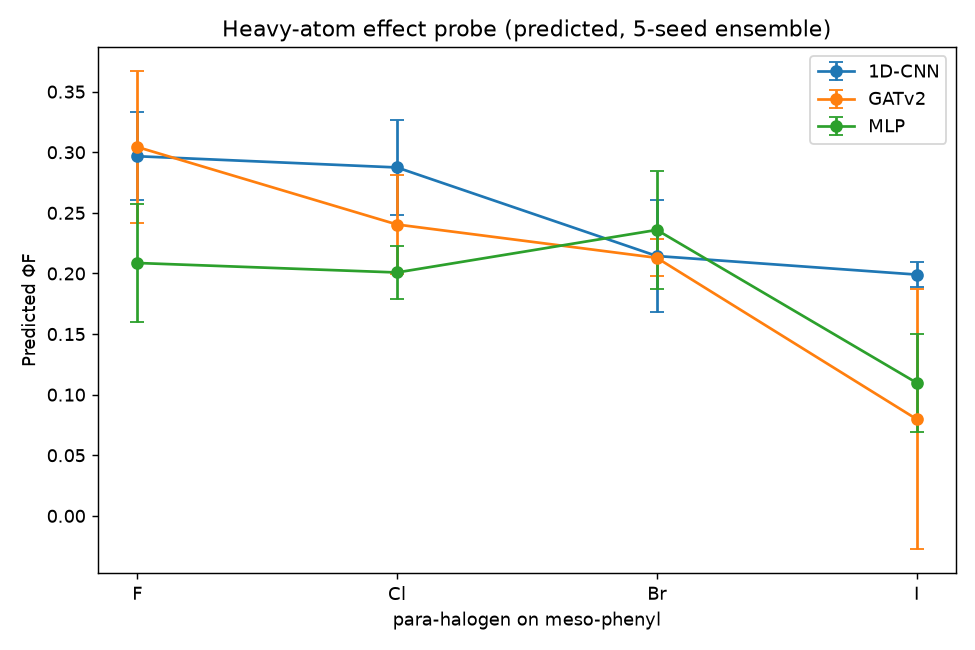 Heavy-atom effect probe (predicted, 5-seed ensemble)
1D-CNN
GATv2
MLP
Predicted ΦF
0.35
0.30
0.25
0.20
0.15
0.10
0.05
0.00
F Cl Br I
para-halogen on meso-phenyl